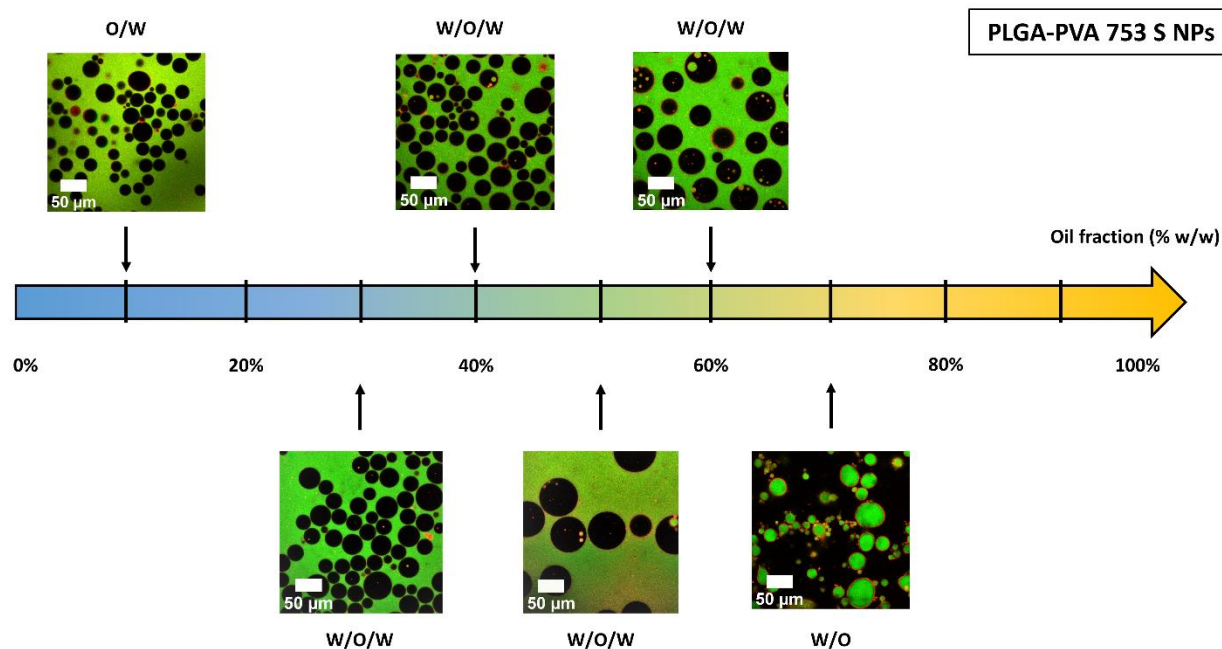 O/W
W/O/W
W/O/W
PLGA-PVA 753 S NPs
50 µm
50 µm
50 µm
Oil fraction (% w/w)
0%
20%
40%
60%
80%
100%
50 µm
50 µm
50 µm
W/O/W
W/O/W
W/O